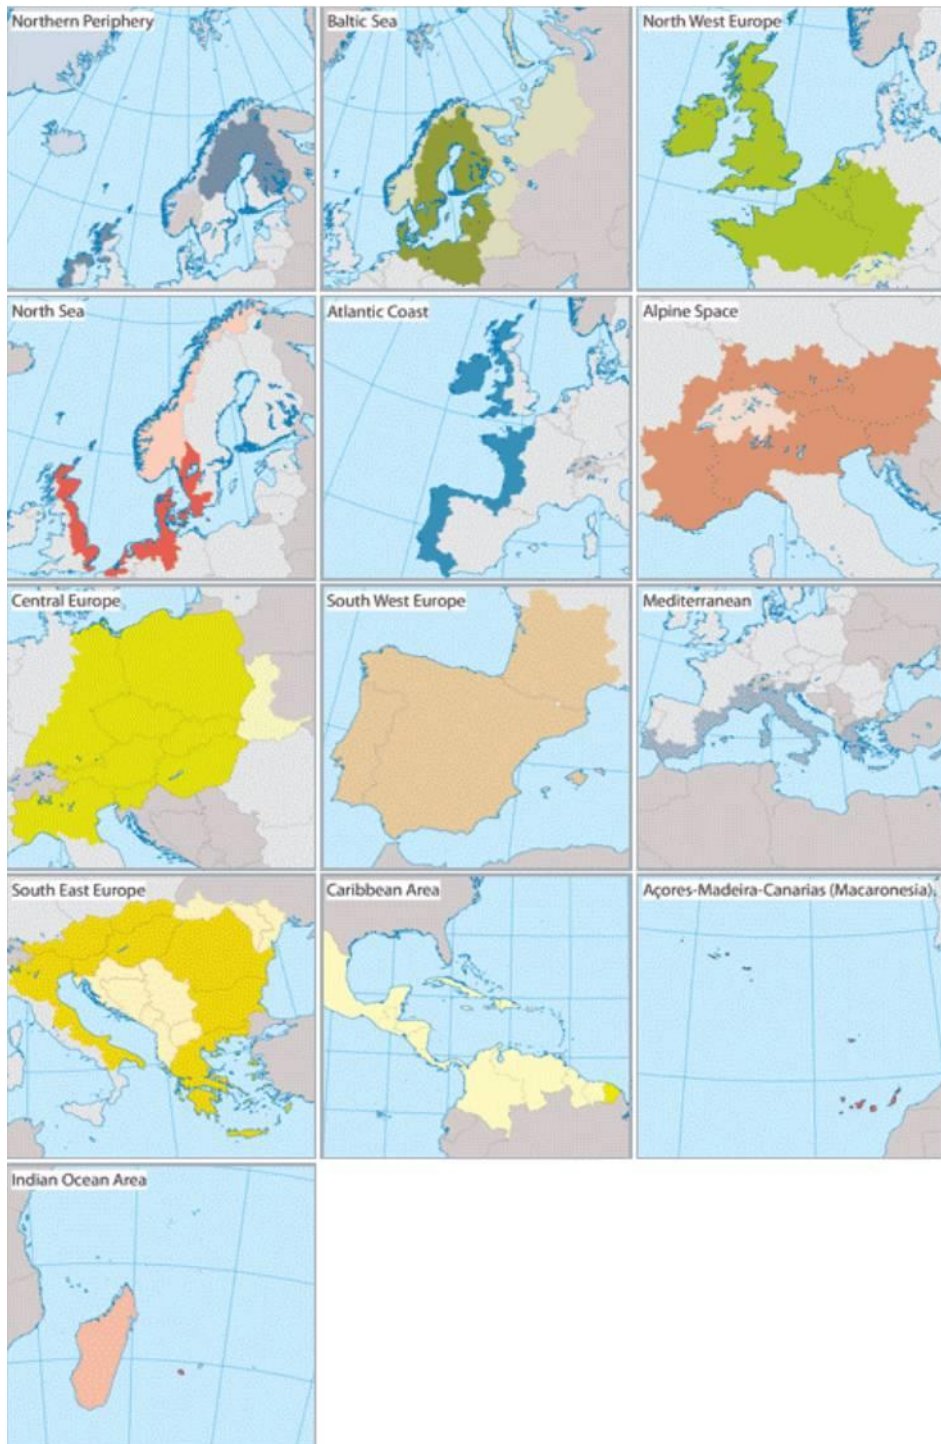 Northern Periphery
Baltic Sea
North West Europe
North Sea
Atlantic Coast
Alpine Space
Central Europe
South West Europe
Mediterranean
South East Europe
Caribbean Area
Açores-Madeira-Canarias (Macaronesia)
Indian Ocean Area